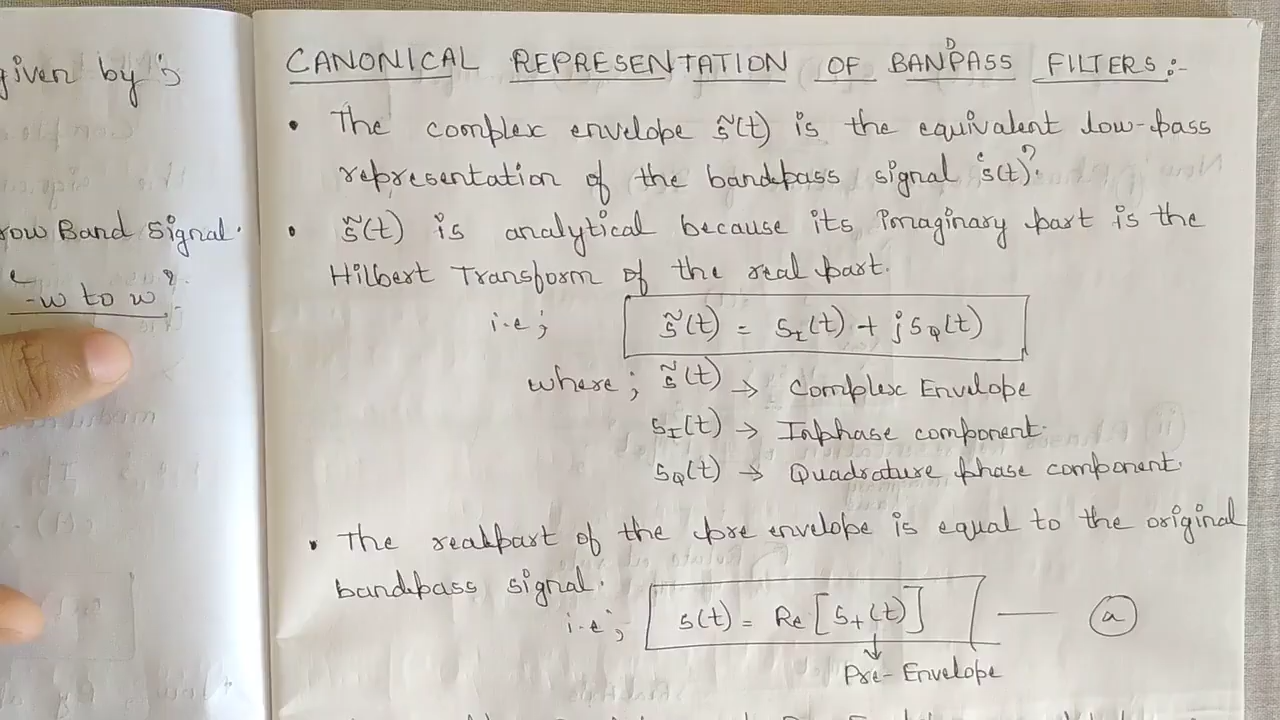 given by ;
row Band Signal.
-w to w
CANONICAL REPRESENTATION OF BANDPASS FILTERS :-
• The complex envelope s̃(t) is the equivalent low-pass
representation of the bandpass signal 's(t)'.
• s̃(t) is analytical because its imaginary part is the
Hilbert Transform of the real part.
i.e; s̃(t) = sI(t) + jsQ(t)
where; s̃(t) → Complex Envelope
sI(t) → Inphase component.
sQ(t) → Quadrature phase component.
• The realpart of the pre envelope is equal to the original
bandpass signal.
i.e; s(t) = Re[s+(t)] — (a)
Pre-Envelope